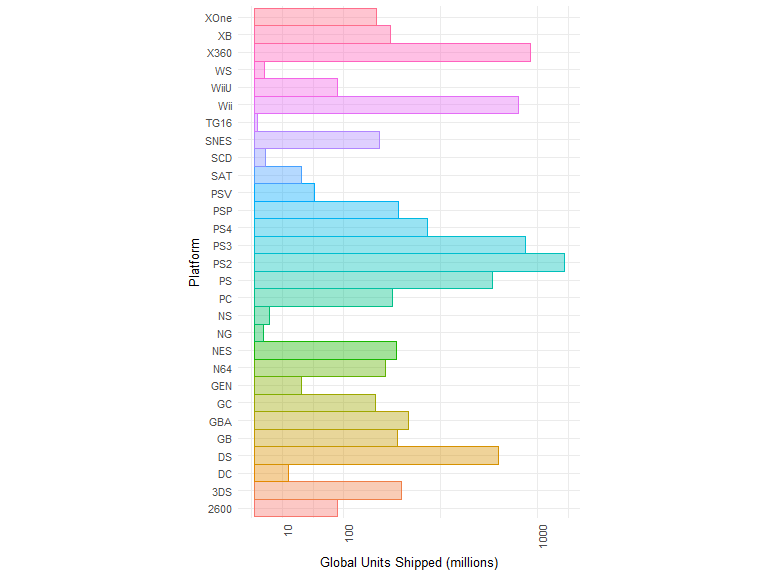 XOne
XB
X360
WS
WiiU
Wii
TG16
SNES
SCD
SAT
PSV
PSP
PS4
PS3
PS2
PS
PC
NS
NG
NES
N64
GEN
GC
GBA
GB
DS
DC
3DS
2600
Platform
10
100
1000
Global Units Shipped (millions)